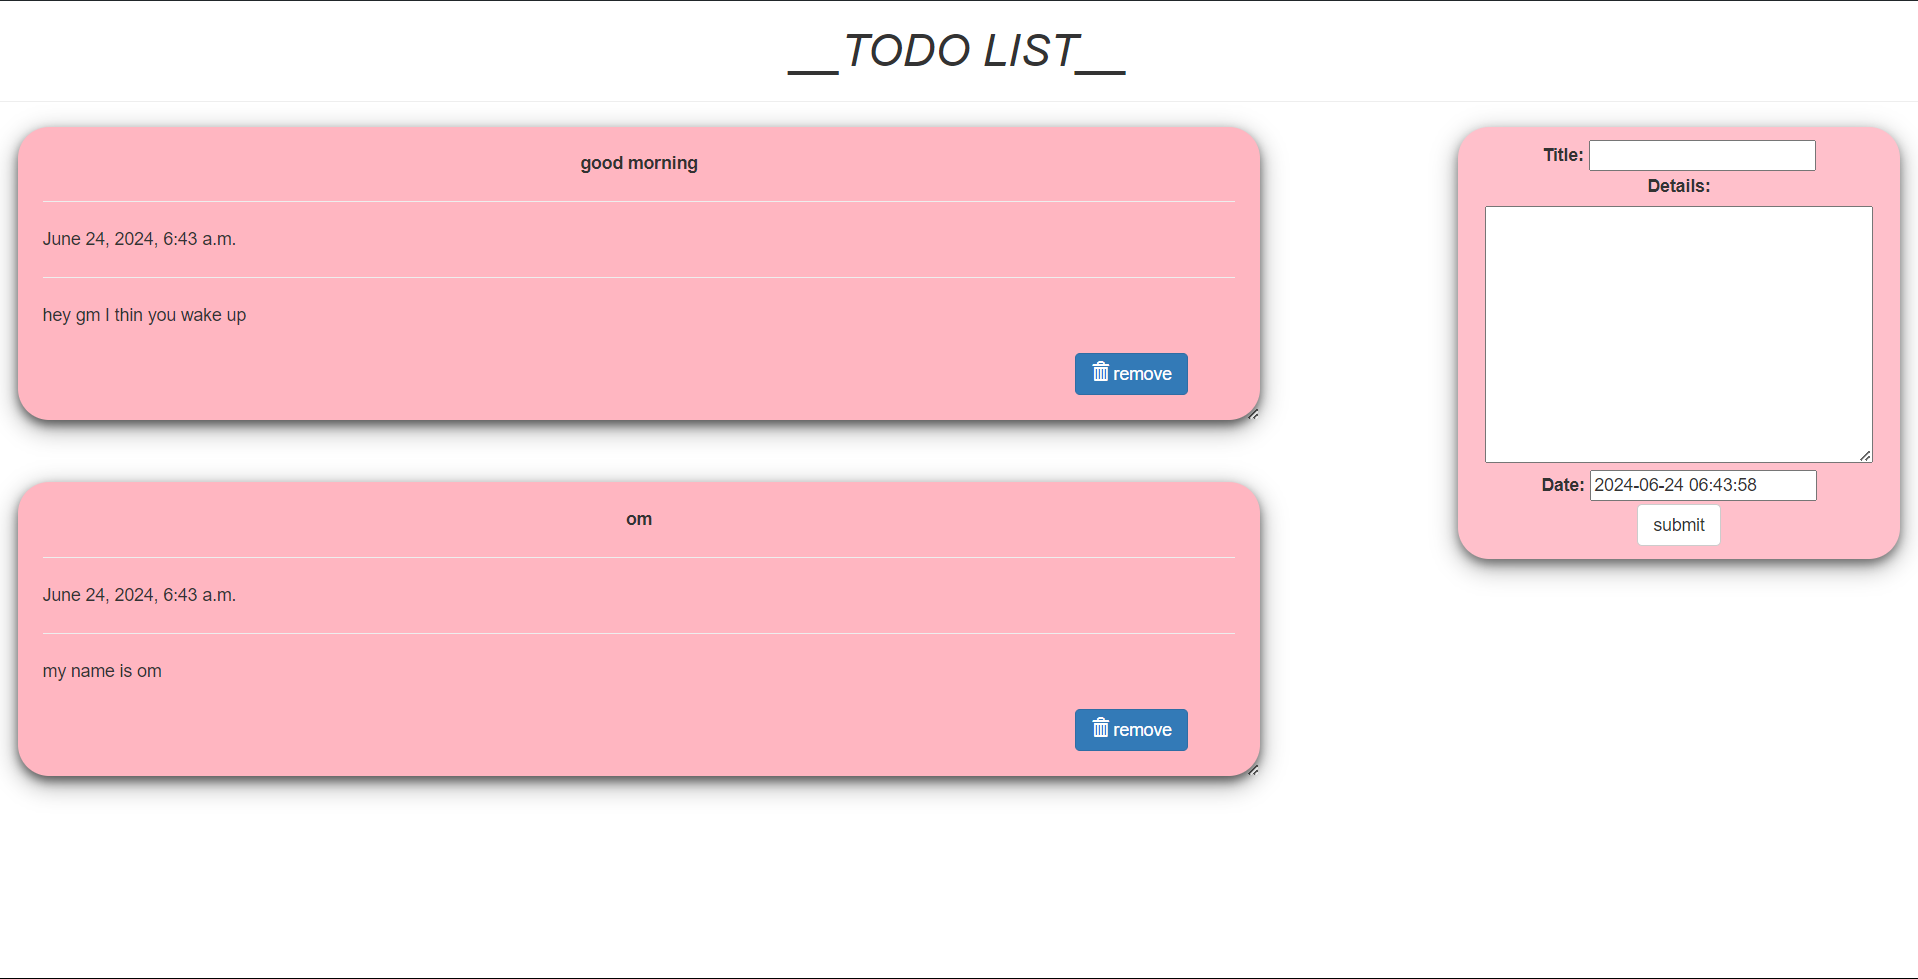 __TODO LIST__
good morning
June 24, 2024, 6:43 a.m.
hey gm I thin you wake up
remove
om
June 24, 2024, 6:43 a.m.
my name is om
remove
Title:
Details:
Date: 2024-06-24 06:43:58
submit